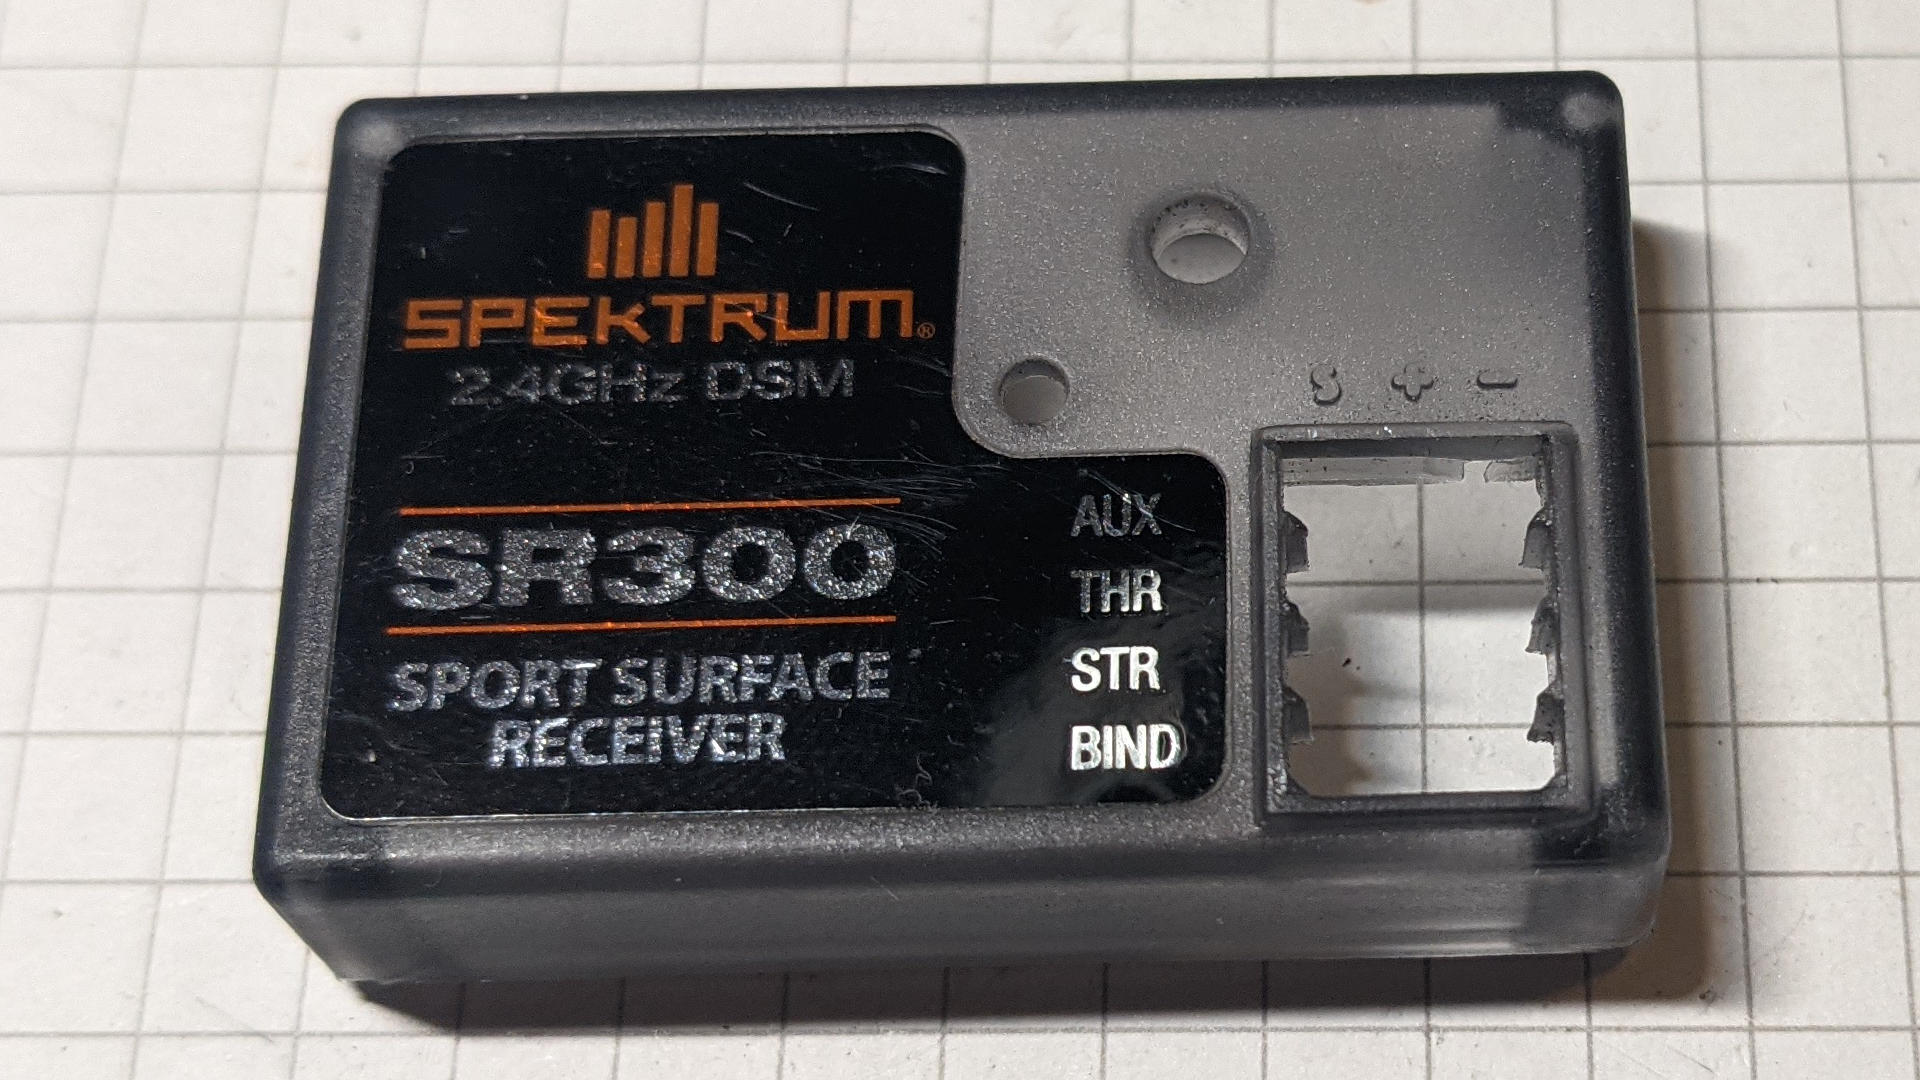 SPEKTRUM®
2.4GHz DSM
SR300
SPORT SURFACE
RECEIVER
S + -
AUX
THR
STR
BIND